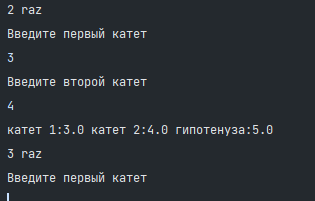 2 raz
Введите первый катет
3
Введите второй катет
4
катет 1:3.0 катет 2:4.0 гипотенуза:5.0
3 raz
Введите первый катет